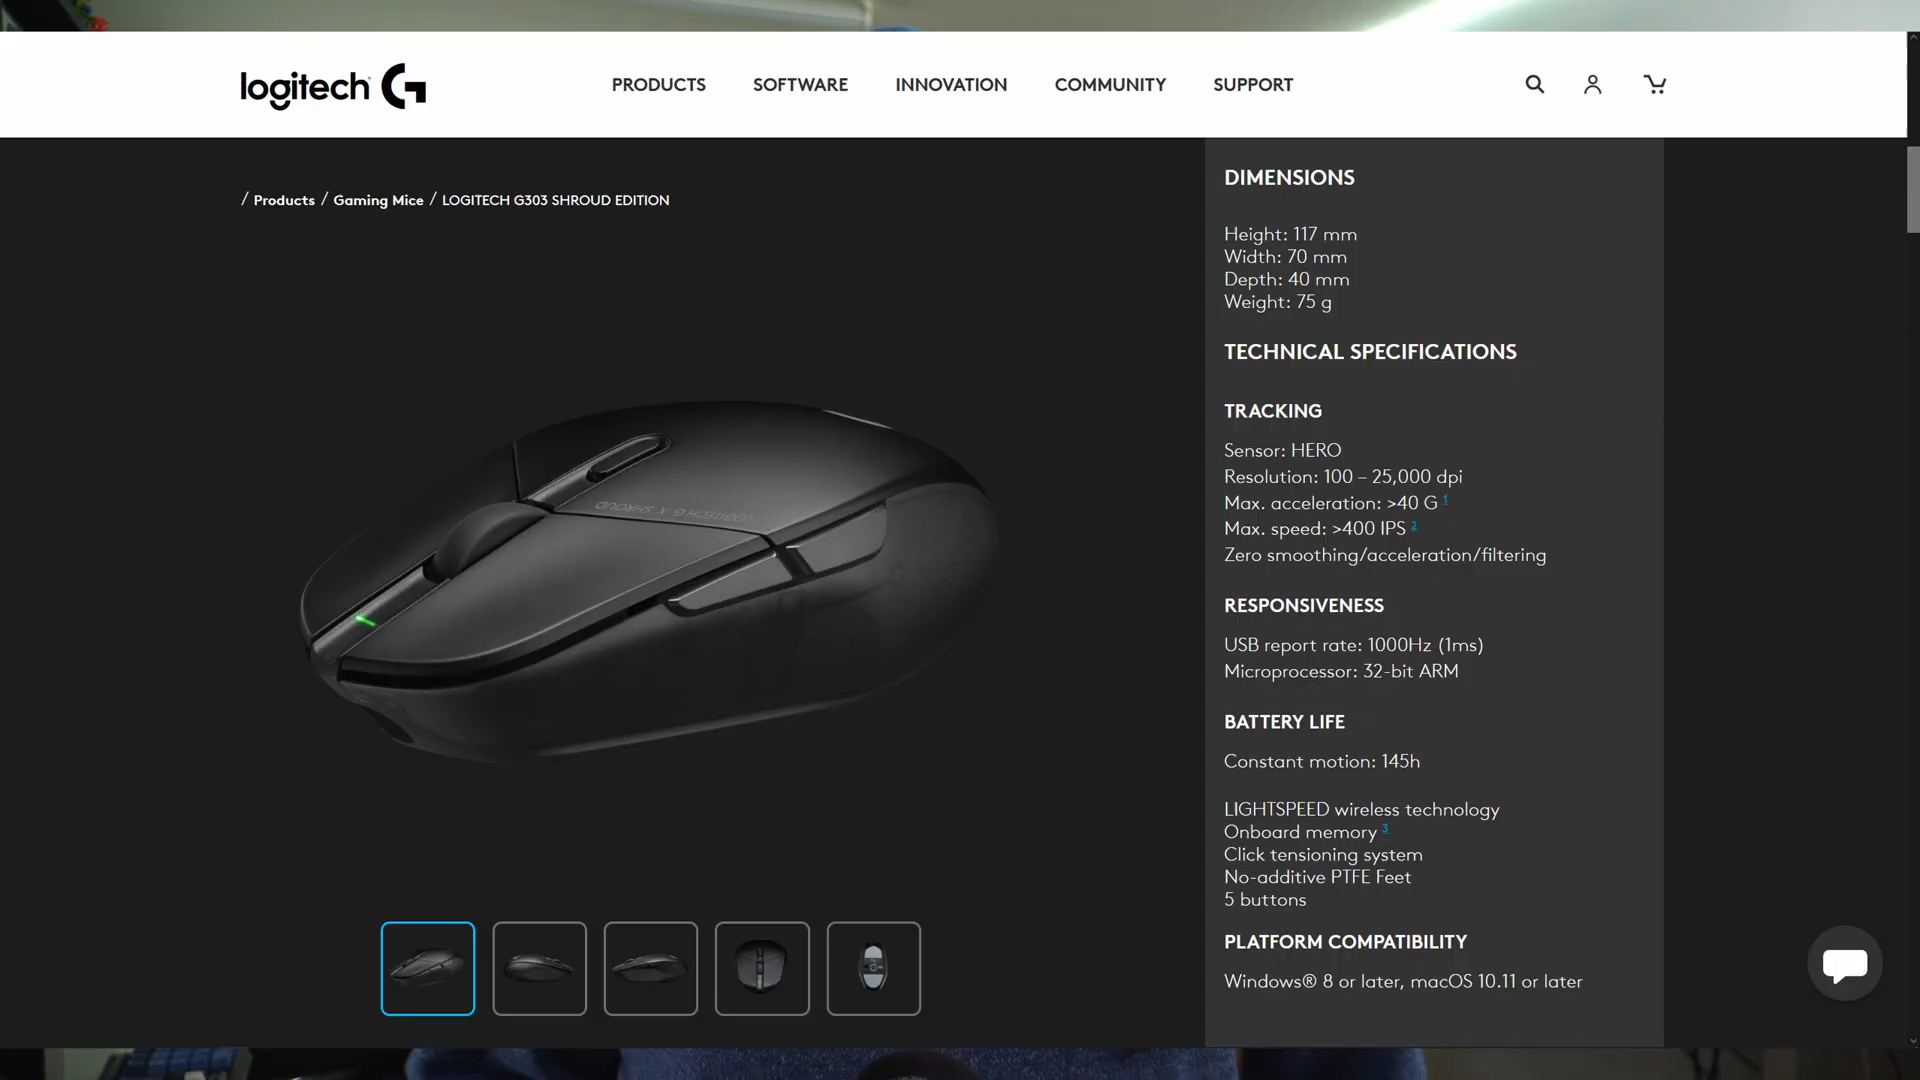 logitech G
PRODUCTS SOFTWARE INNOVATION COMMUNITY SUPPORT
/ Products / Gaming Mice / LOGITECH G303 SHROUD EDITION
LOGITECH G X SHROUD
DIMENSIONS
Height: 117 mm
Width: 70 mm
Depth: 40 mm
Weight: 75 g
TECHNICAL SPECIFICATIONS
TRACKING
Sensor: HERO
Resolution: 100 – 25,000 dpi
Max. acceleration: >40 G 1
Max. speed: >400 IPS 2
Zero smoothing/acceleration/filtering
RESPONSIVENESS
USB report rate: 1000Hz (1ms)
Microprocessor: 32-bit ARM
BATTERY LIFE
Constant motion: 145h
LIGHTSPEED wireless technology
Onboard memory 3
Click tensioning system
No-additive PTFE Feet
5 buttons
PLATFORM COMPATIBILITY
Windows® 8 or later, macOS 10.11 or later